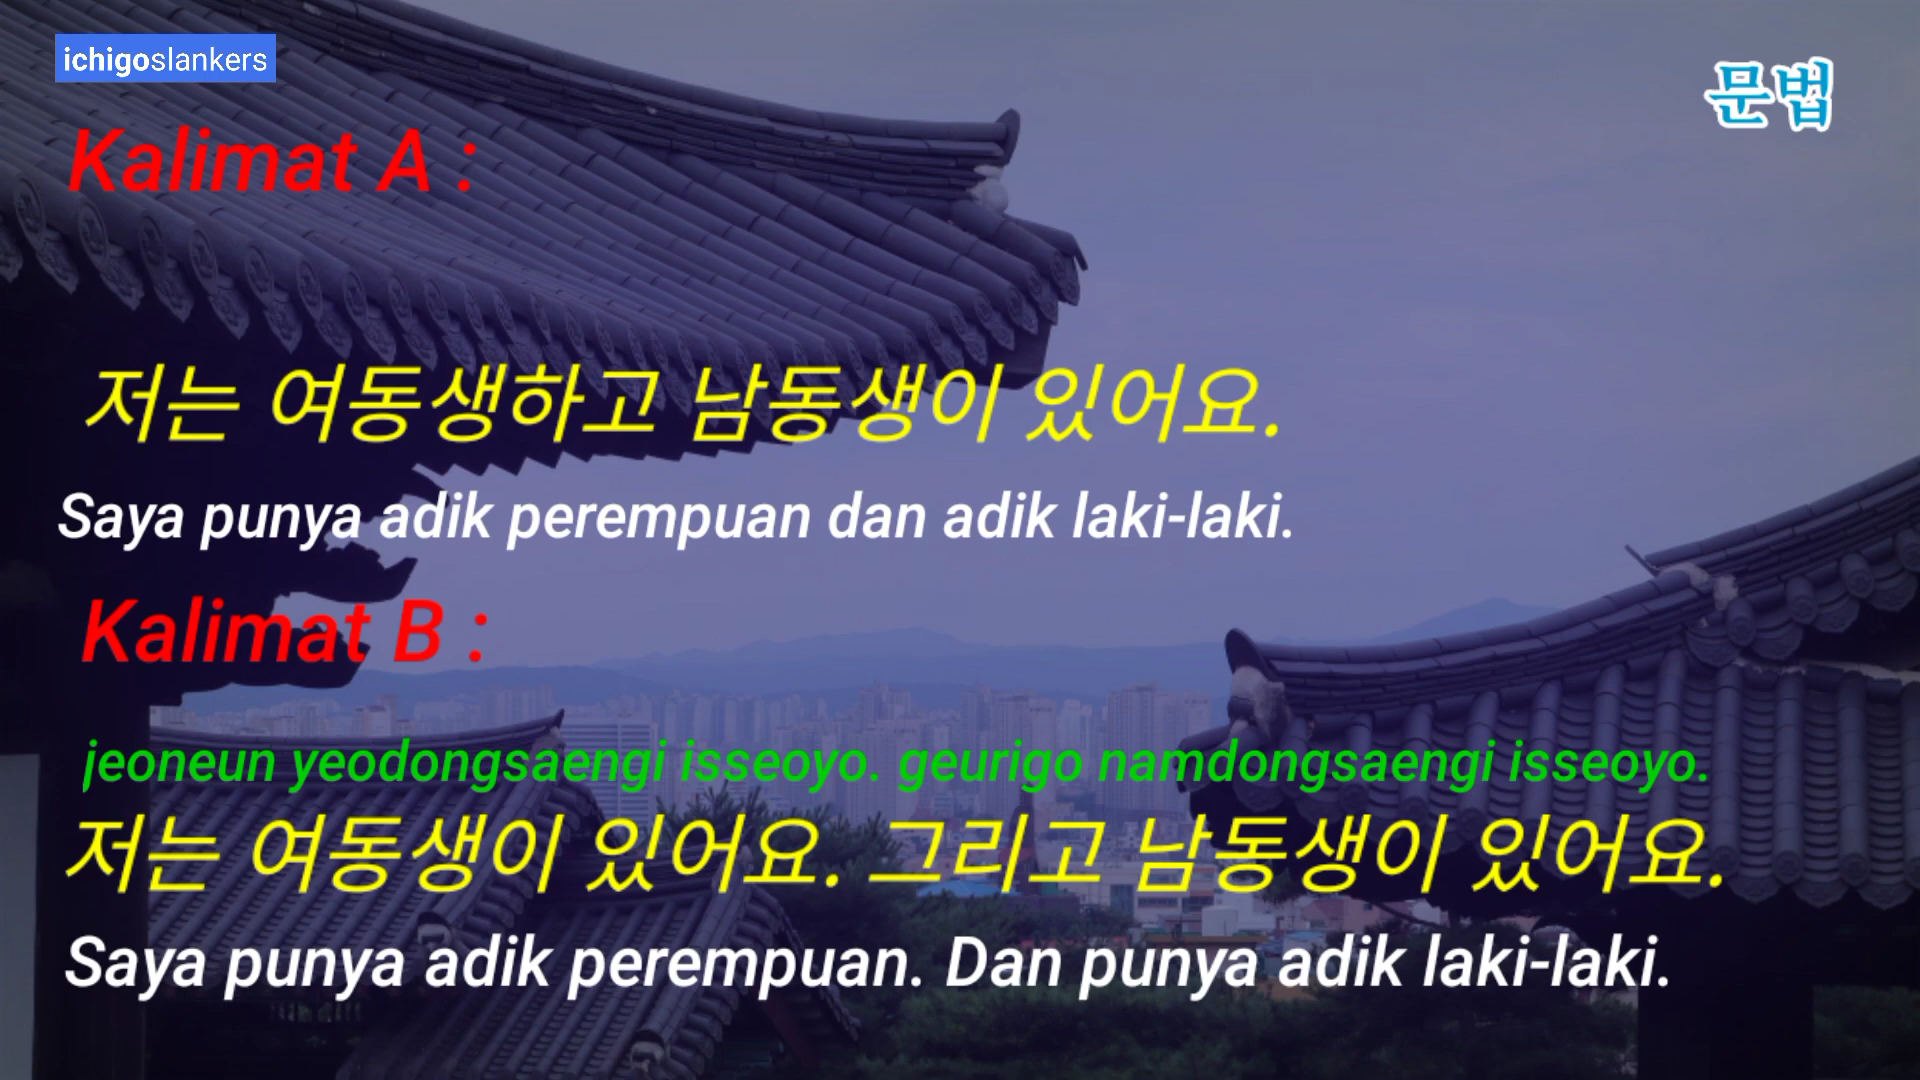 ichigoslankers
문법
Kalimat A :
저는 여동생하고 남동생이 있어요.
Saya punya adik perempuan dan adik laki-laki.
Kalimat B :
jeoneun yeodongsaengi isseoyo. geurigo namdongsaengi isseoyo.
저는 여동생이 있어요. 그리고 남동생이 있어요.
Saya punya adik perempuan. Dan punya adik laki-laki.